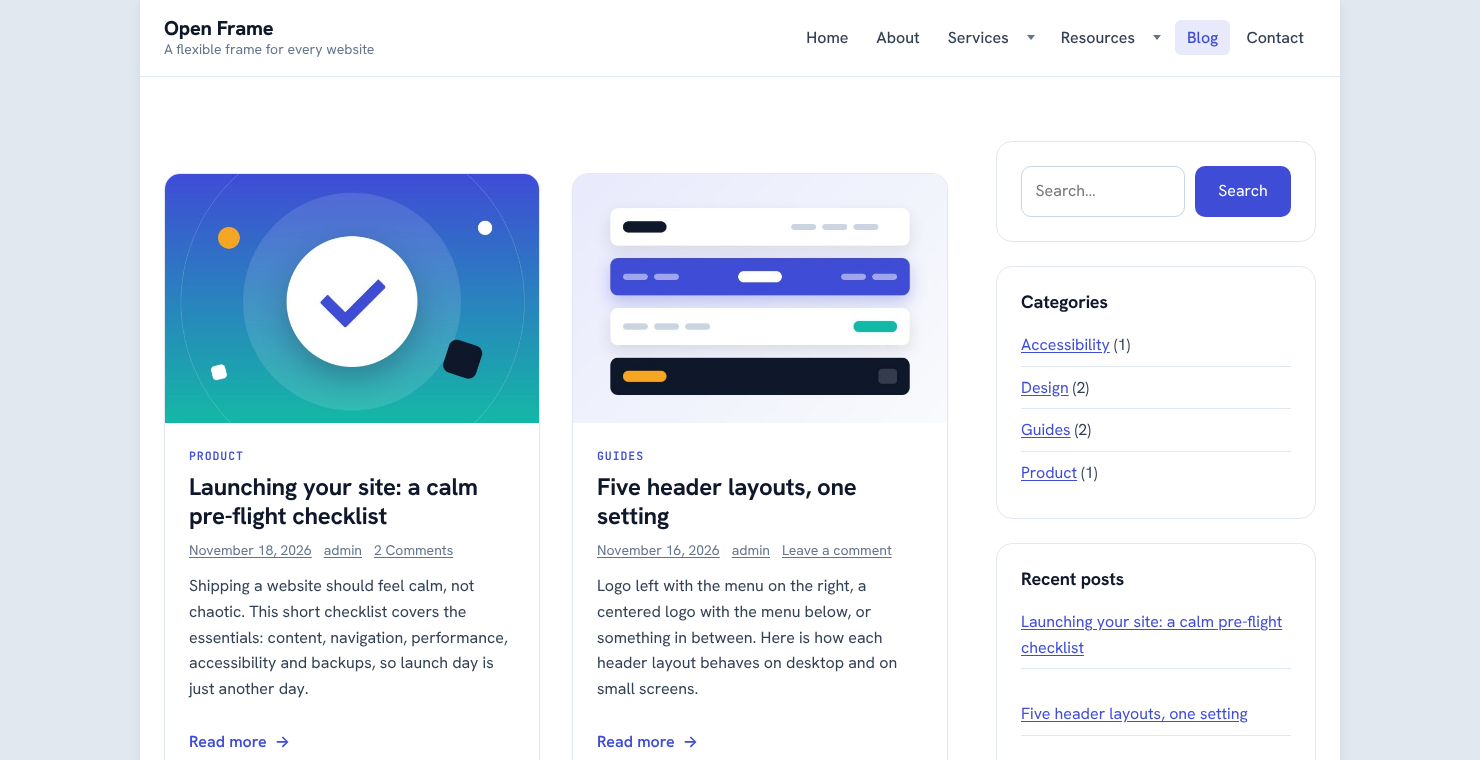 Open Frame
A flexible frame for every website
Home About Services Resources Blog Contact
PRODUCT
Launching your site: a calm
pre-flight checklist
November 18, 2026 admin 2 Comments
Shipping a website should feel calm, not
chaotic. This short checklist covers the
essentials: content, navigation, performance,
accessibility and backups, so launch day is
just another day.
Read more →
GUIDES
Five header layouts, one
setting
November 16, 2026 admin Leave a comment
Logo left with the menu on the right, a
centered logo with the menu below, or
something in between. Here is how each
header layout behaves on desktop and on
small screens.
Read more →
Search... Search
Categories
Accessibility (1)
Design (2)
Guides (2)
Product (1)
Recent posts
Launching your site: a calm pre-flight
checklist
Five header layouts, one setting